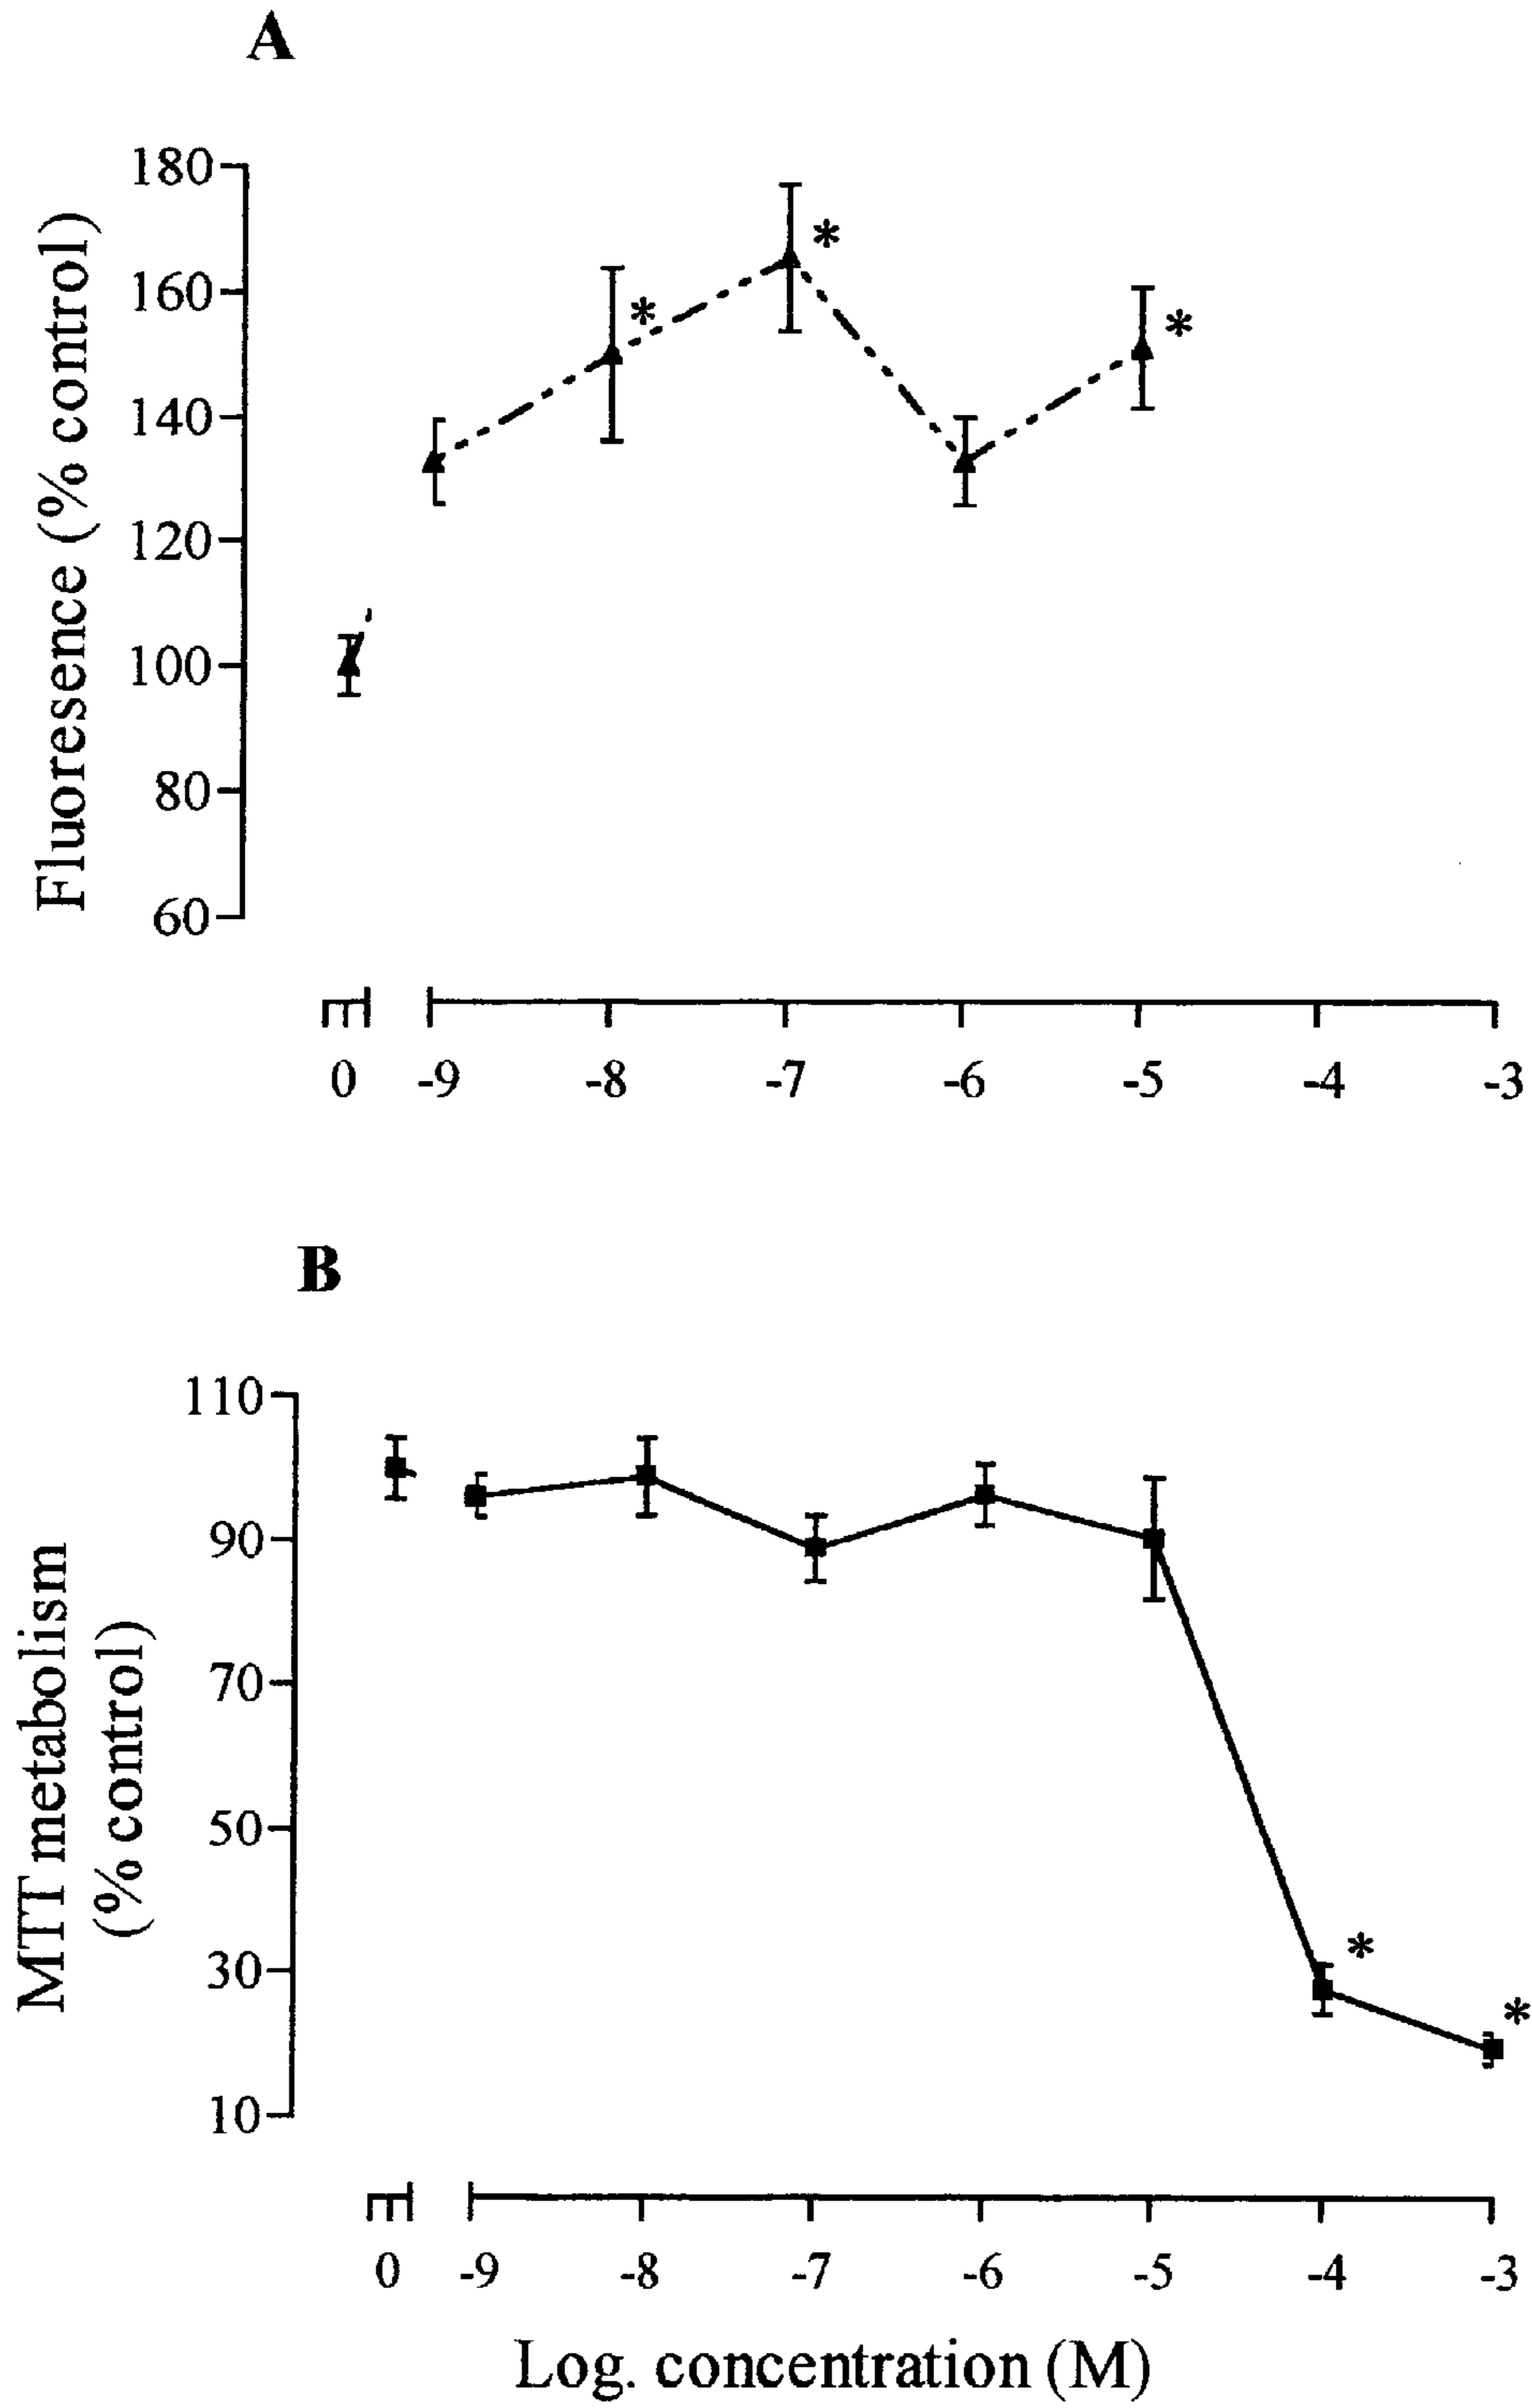 A
Fluoresence (% control)
180
160
140
120
100
80
60
0 -9 -8 -7 -6 -5 -4 -3
*
*
*
B
MTT metabolism
(% control)
110
90
70
50
30
10
*
*
0 -9 -8 -7 -6 -5 -4 -3
Log. concentration (M)